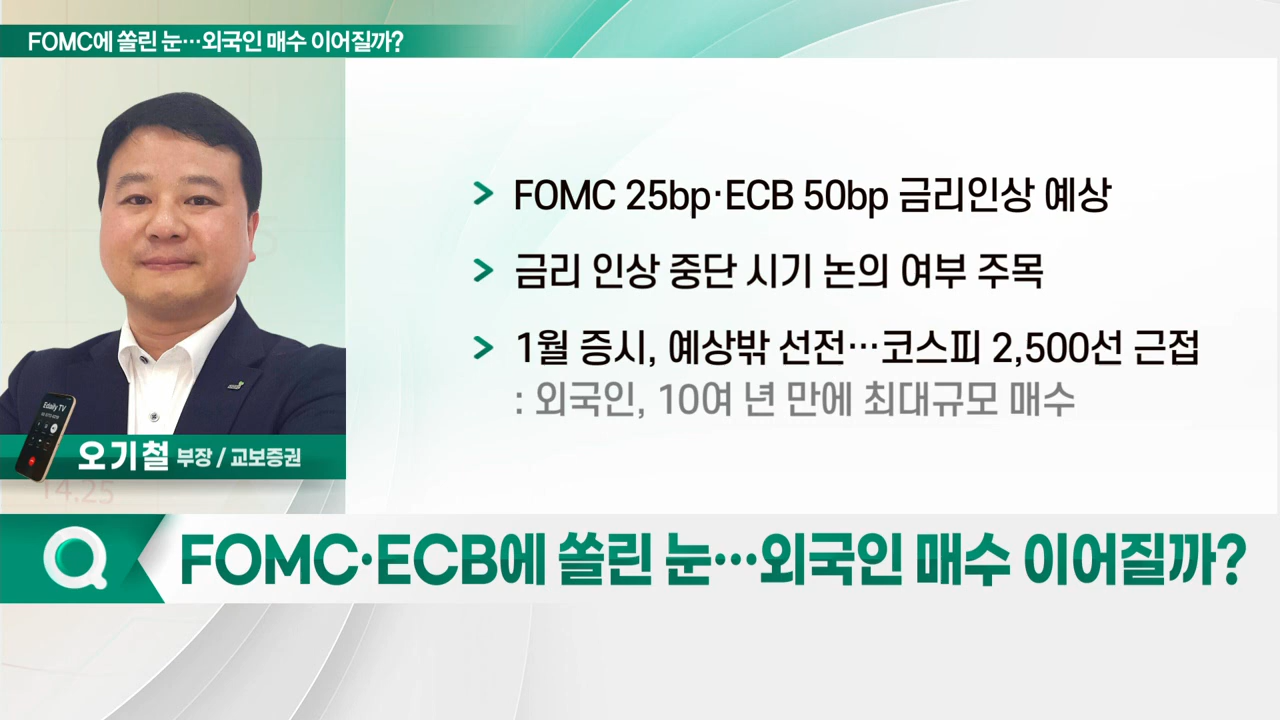 FOMC에 쏠린 눈…외국인 매수 이어질까?
FOMC 25bp·ECB 50bp 금리인상 예상
금리 인상 중단 시기 논의 여부 주목
1월 증시, 예상밖 선전…코스피 2,500선 근접
: 외국인, 10여 년 만에 최대규모 매수
Edaily TV
오기철 부장 / 교보증권
14.25
Q FOMC·ECB에 쏠린 눈…외국인 매수 이어질까?